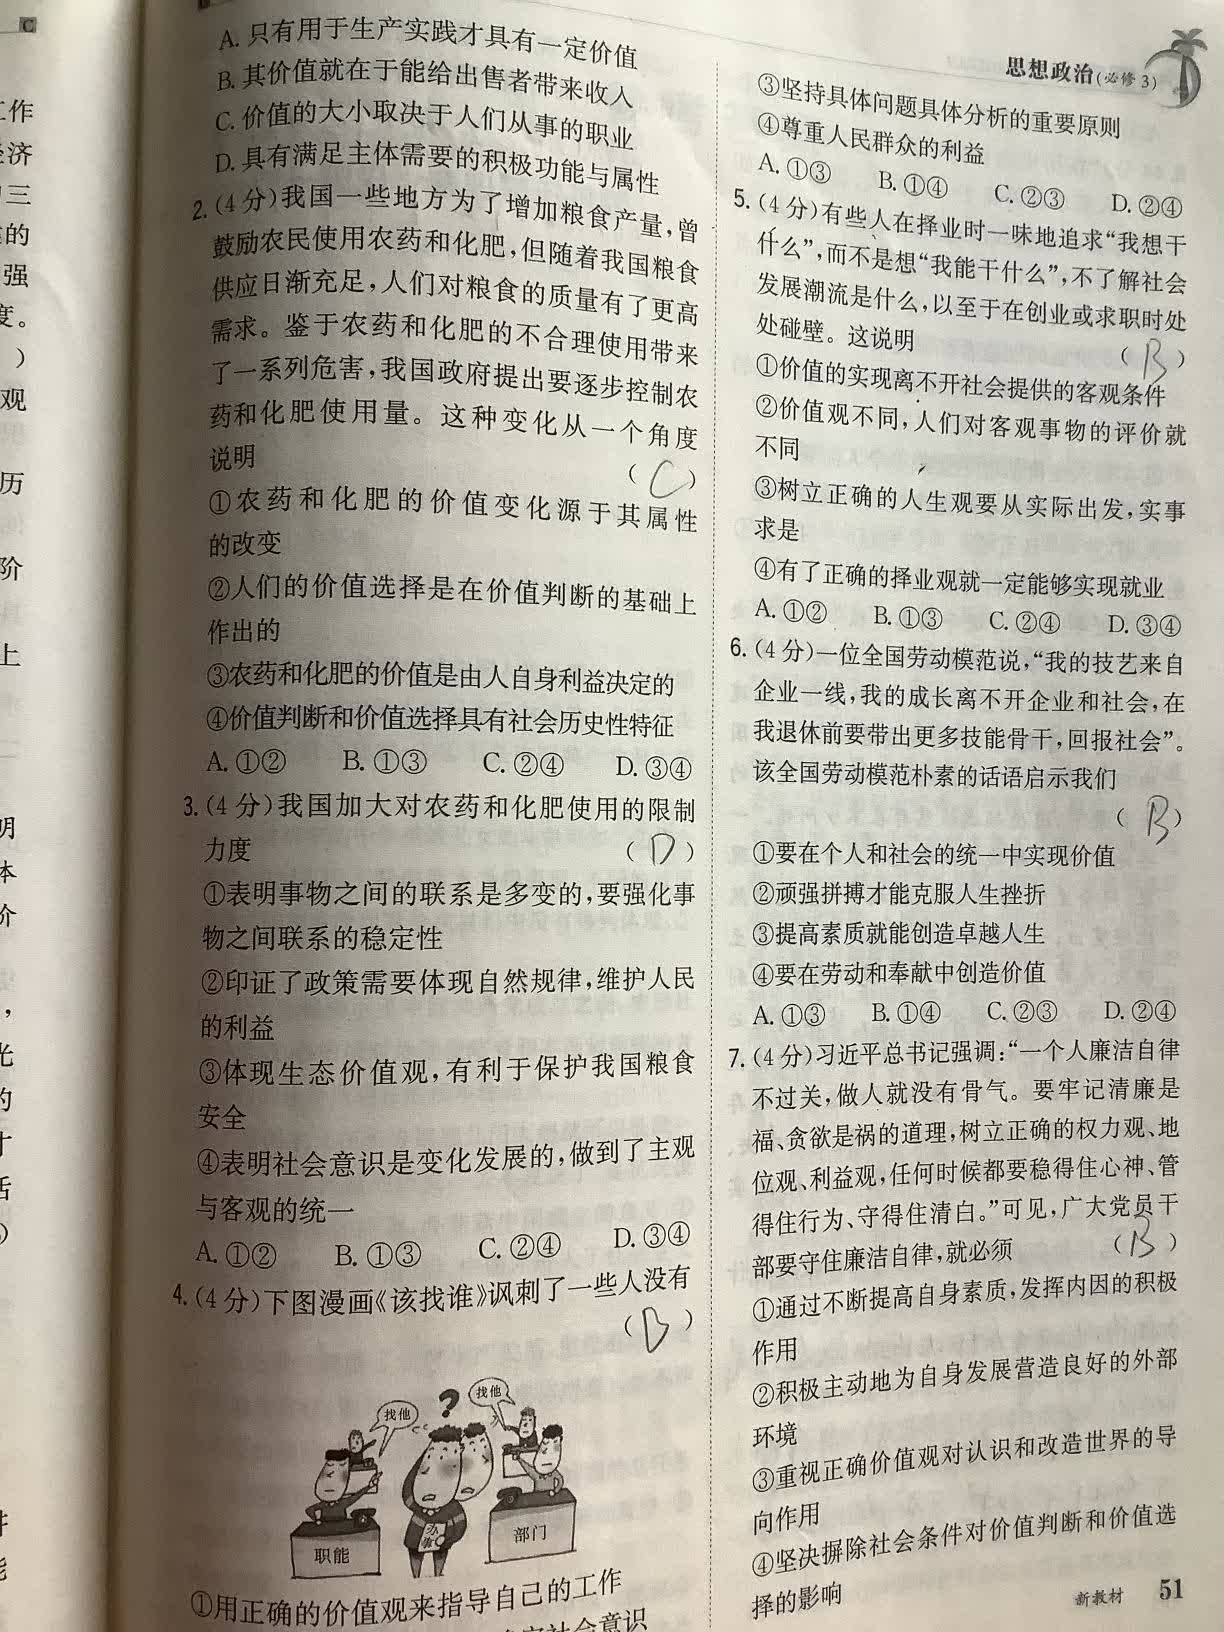 C
工作
经济
中三
度。
)
观
历
阶
上
明
体
价
,
光
的
才
活
)
A. 只有用于生产实践才具有一定价值
B. 其价值就在于能给出售者带来收入
C. 价值的大小取决于人们从事的职业
D. 具有满足主体需要的积极功能与属性
2. (4分)我国一些地方为了增加粮食产量,曾
鼓励农民使用农药和化肥,但随着我国粮食
供应日渐充足,人们对粮食的质量有了更高
需求。鉴于农药和化肥的不合理使用带来
了一系列危害,我国政府提出要逐步控制农
药和化肥使用量。这种变化从一个角度
说明 ( C )
①农药和化肥的价值变化源于其属性
的改变
②人们的价值选择是在价值判断的基础上
作出的
③农药和化肥的价值是由人自身利益决定的
④价值判断和价值选择具有社会历史性特征
A. ①② B. ①③ C. ②④ D. ③④
3. (4分)我国加大对农药和化肥使用的限制
力度 ( D )
①表明事物之间的联系是多变的,要强化事
物之间联系的稳定性
②印证了政策需要体现自然规律,维护人民
的利益
③体现生态价值观,有利于保护我国粮食
安全
④表明社会意识是变化发展的,做到了主观
与客观的统一
A. ①② B. ①③ C. ②④ D. ③④
4. (4分)下图漫画《该找谁》讽刺了一些人没有
( B )
找他
?
找他
办事
职能
部门
①用正确的价值观来指导自己的工作
社会意识
思想政治(必修3)
③坚持具体问题具体分析的重要原则
④尊重人民群众的利益
A. ①③ B. ①④ C. ②③ D. ②④
5. (4分)有些人在择业时一味地追求“我想干
什么”,而不是想“我能干什么”,不了解社会
发展潮流是什么,以至于在创业或求职时处
处碰壁。这说明 ( B )
①价值的实现离不开社会提供的客观条件
②价值观不同,人们对客观事物的评价就
不同
③树立正确的人生观要从实际出发,实事
求是
④有了正确的择业观就一定能够实现就业
A. ①② B. ①③ C. ②④ D. ③④
6. (4分)一位全国劳动模范说,“我的技艺来自
企业一线,我的成长离不开企业和社会,在
我退休前要带出更多技能骨干,回报社会”。
该全国劳动模范朴素的话语启示我们
( B )
①要在个人和社会的统一中实现价值
②顽强拼搏才能克服人生挫折
③提高素质就能创造卓越人生
④要在劳动和奉献中创造价值
A. ①③ B. ①④ C. ②③ D. ②④
7. (4分)习近平总书记强调:“一个人廉洁自律
不过关,做人就没有骨气。要牢记清廉是
福、贪欲是祸的道理,树立正确的权力观、地
位观、利益观,任何时候都要稳得住心神、管
得住行为、守得住清白。”可见,广大党员干
部要守住廉洁自律,就必须 ( B )
①通过不断提高自身素质,发挥内因的积极
作用
②积极主动地为自身发展营造良好的外部
环境
③重视正确价值观对认识和改造世界的导
向作用
④坚决摒除社会条件对价值判断和价值选
择的影响
新教材 51